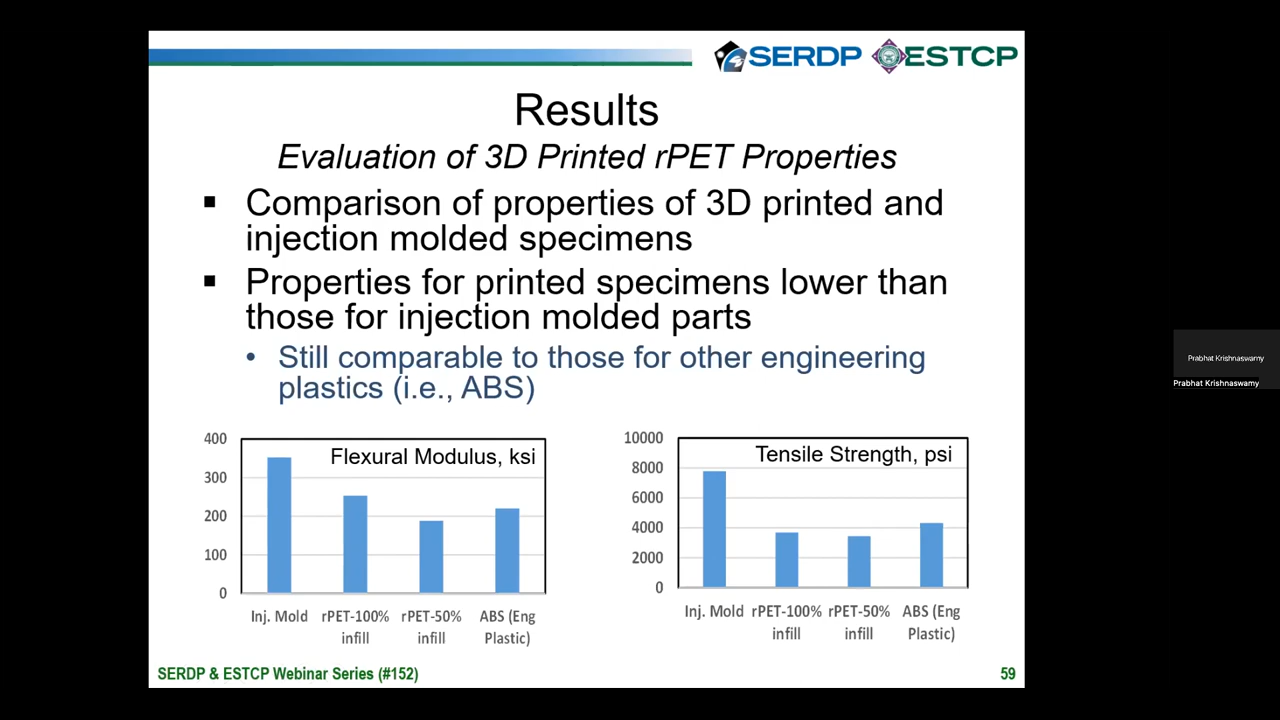 SERDP ESTCP
Results
Evaluation of 3D Printed rPET Properties
▪ Comparison of properties of 3D printed and
injection molded specimens
▪ Properties for printed specimens lower than
those for injection molded parts
• Still comparable to those for other engineering
plastics (i.e., ABS)
Prabhat Krishnaswamy
Prabhat Krishnaswamy
Flexural Modulus, ksi
400
300
200
100
0
Inj. Mold rPET-100% rPET-50% ABS (Eng
infill infill Plastic)
Tensile Strength, psi
10000
8000
6000
4000
2000
0
Inj. Mold rPET-100% rPET-50% ABS (Eng
infill infill Plastic)
SERDP & ESTCP Webinar Series (#152) 59